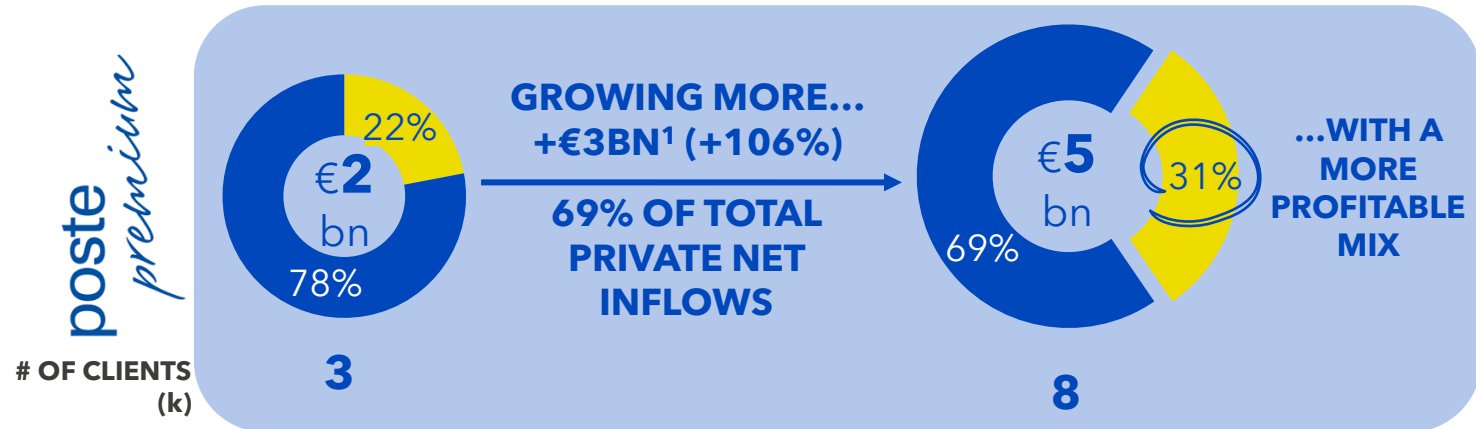 poste
premium
# OF CLIENTS
(k)
22%
€2
bn
78%
3
GROWING MORE...
+€3BN¹ (+106%)
69% OF TOTAL
PRIVATE NET
INFLOWS
€5
bn
31%
69%
8
...WITH A
MORE
PROFITABLE
MIX